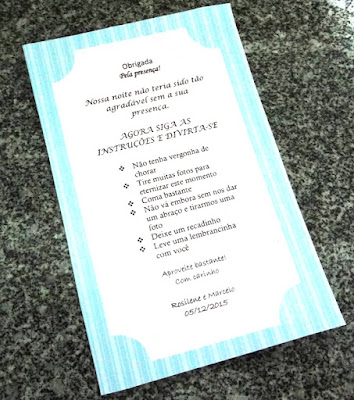 Obrigada
Pela presença!
Nossa noite não teria sido tão
agradável sem a sua
presença.
AGORA SIGA AS
INSTRUÇÕES E DIVIRTA-SE
❖ Não tenha vergonha de
chorar
❖ Tire muitas fotos para
eternizar este momento
❖ Coma bastante
❖ Não vá embora sem nos dar
um abraço e tirarmos uma
foto
❖ Deixe um recadinho
❖ Leve uma lembrancinha
com você
Aproveite bastante!
Com carinho
Rosilene e Marcelo
05/12/2015